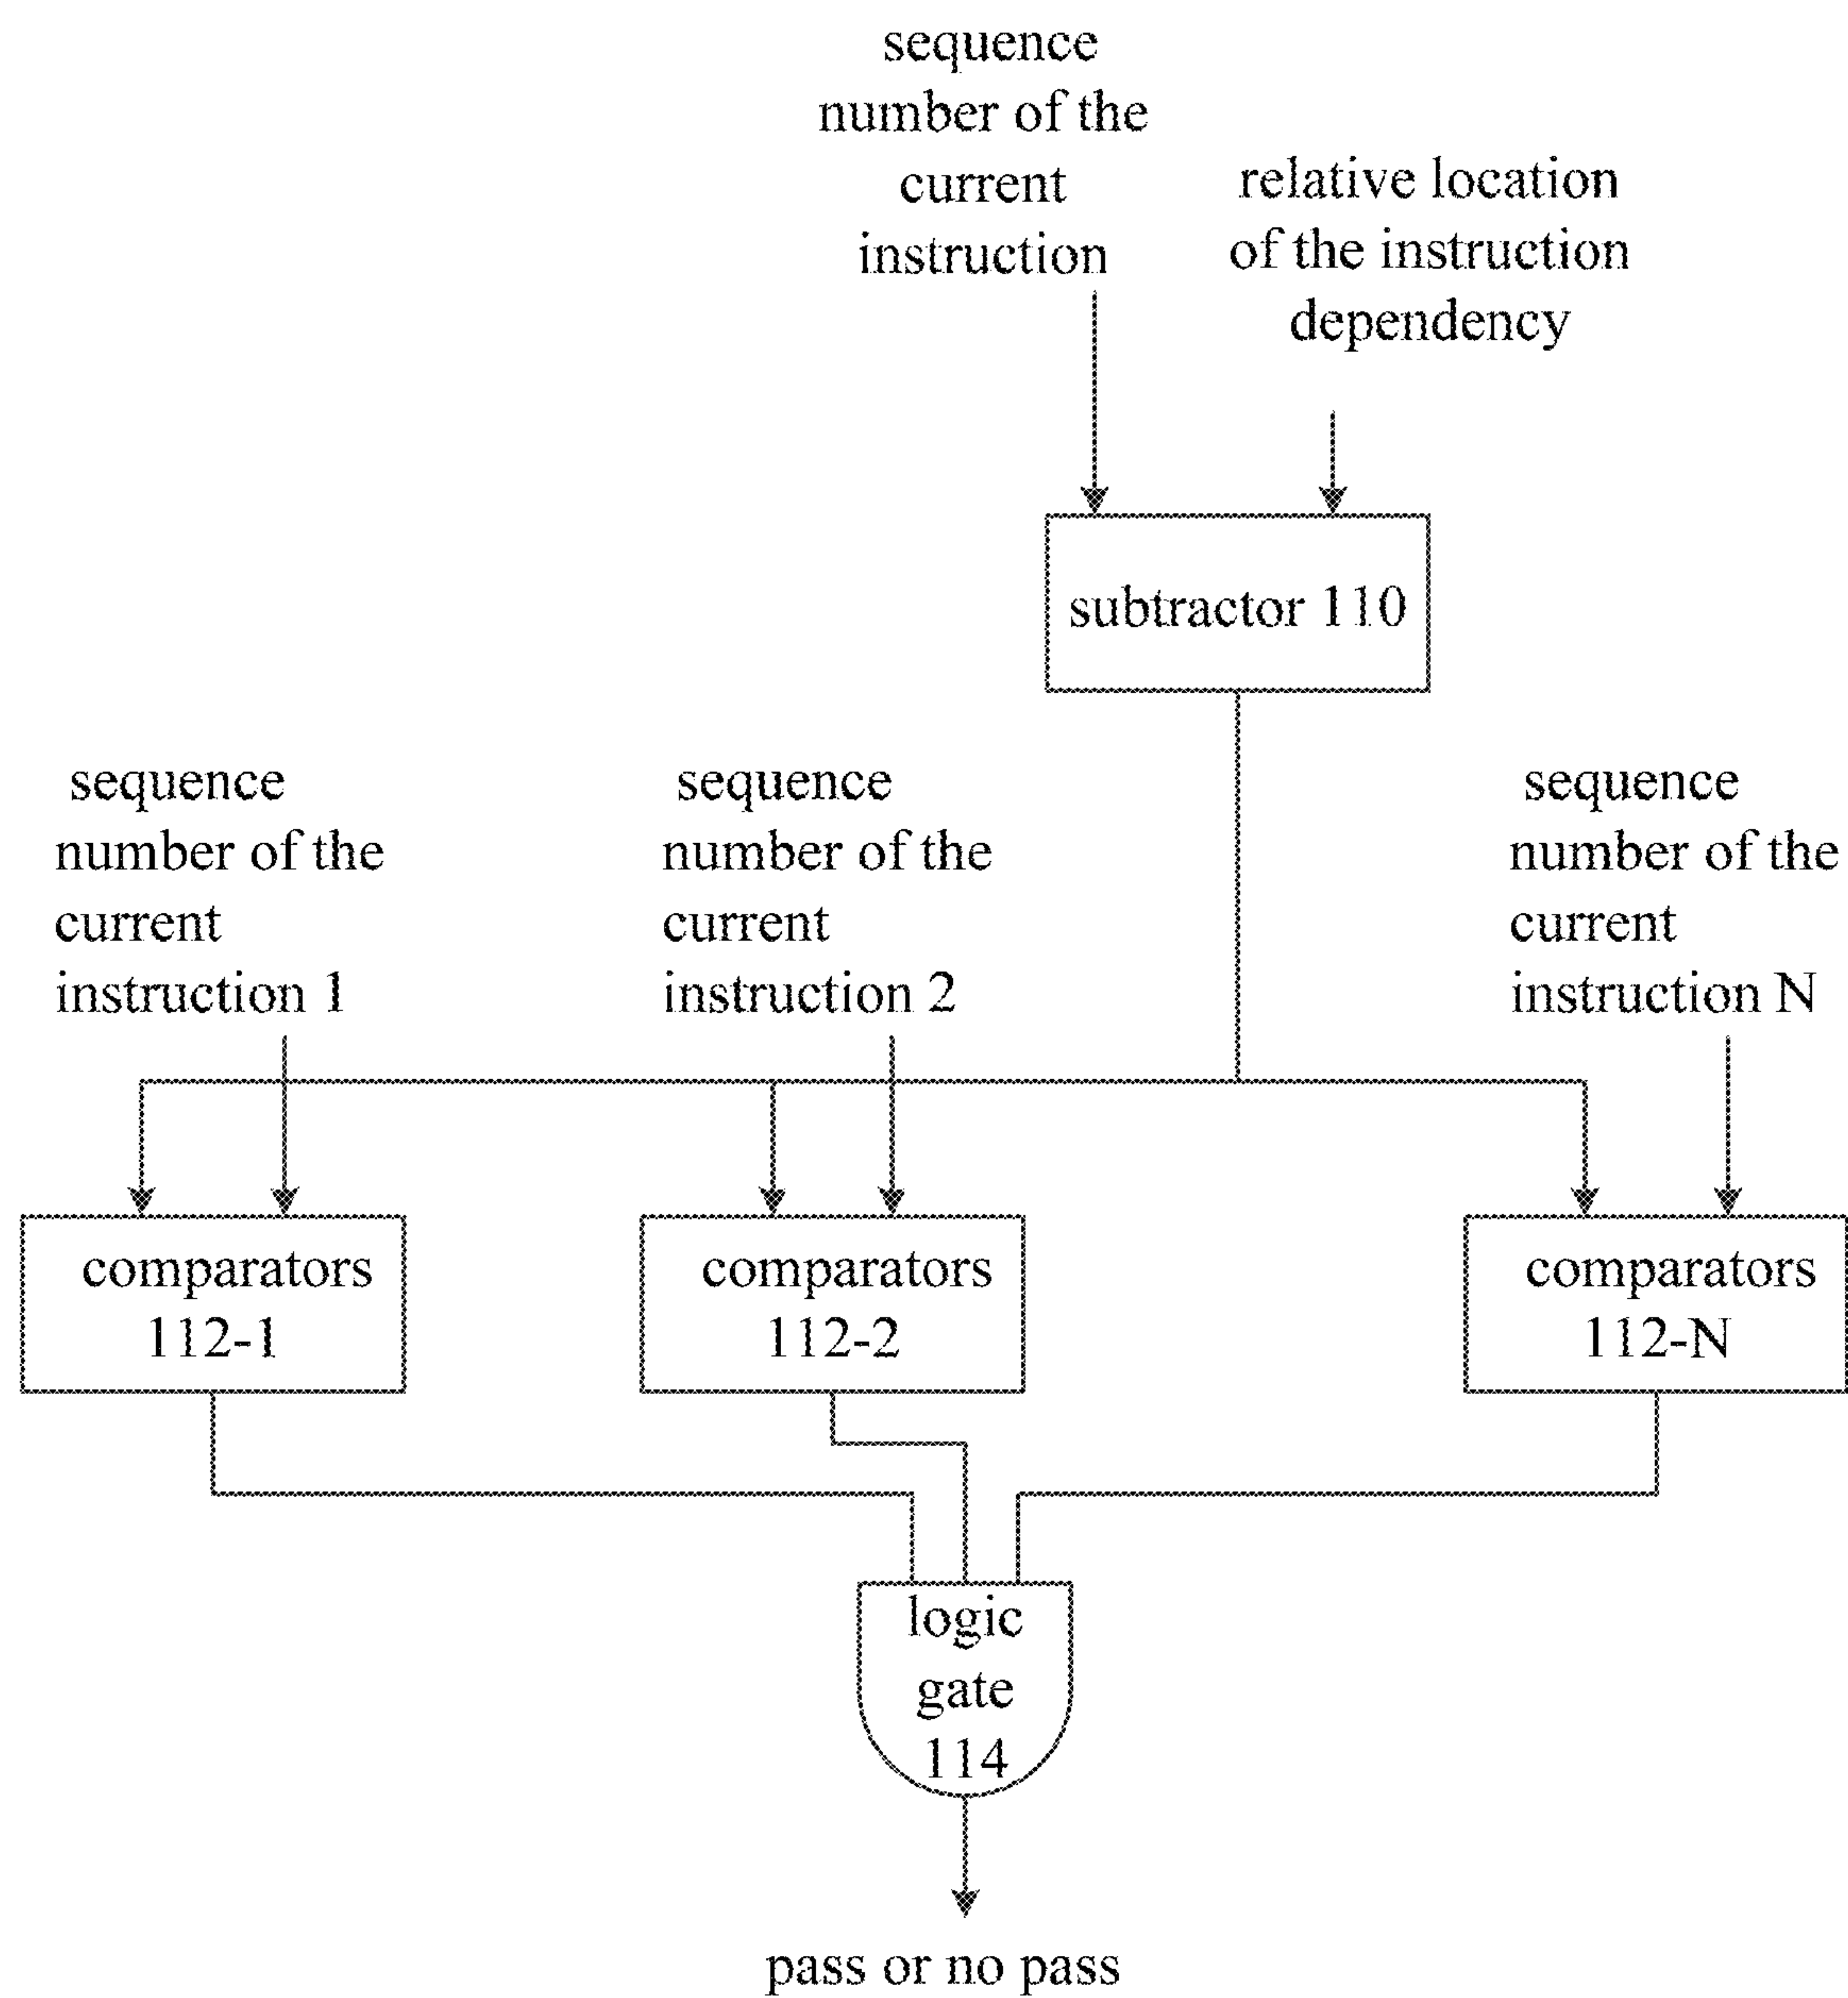 sequence
number of the
current
instruction
relative location
of the instruction
dependency
subtractor 110
sequence
number of the
current
instruction 1
sequence
number of the
current
instruction 2
sequence
number of the
current
instruction N
comparators
112-1
comparators
112-2
comparators
112-N
logic
gate
114
pass or no pass